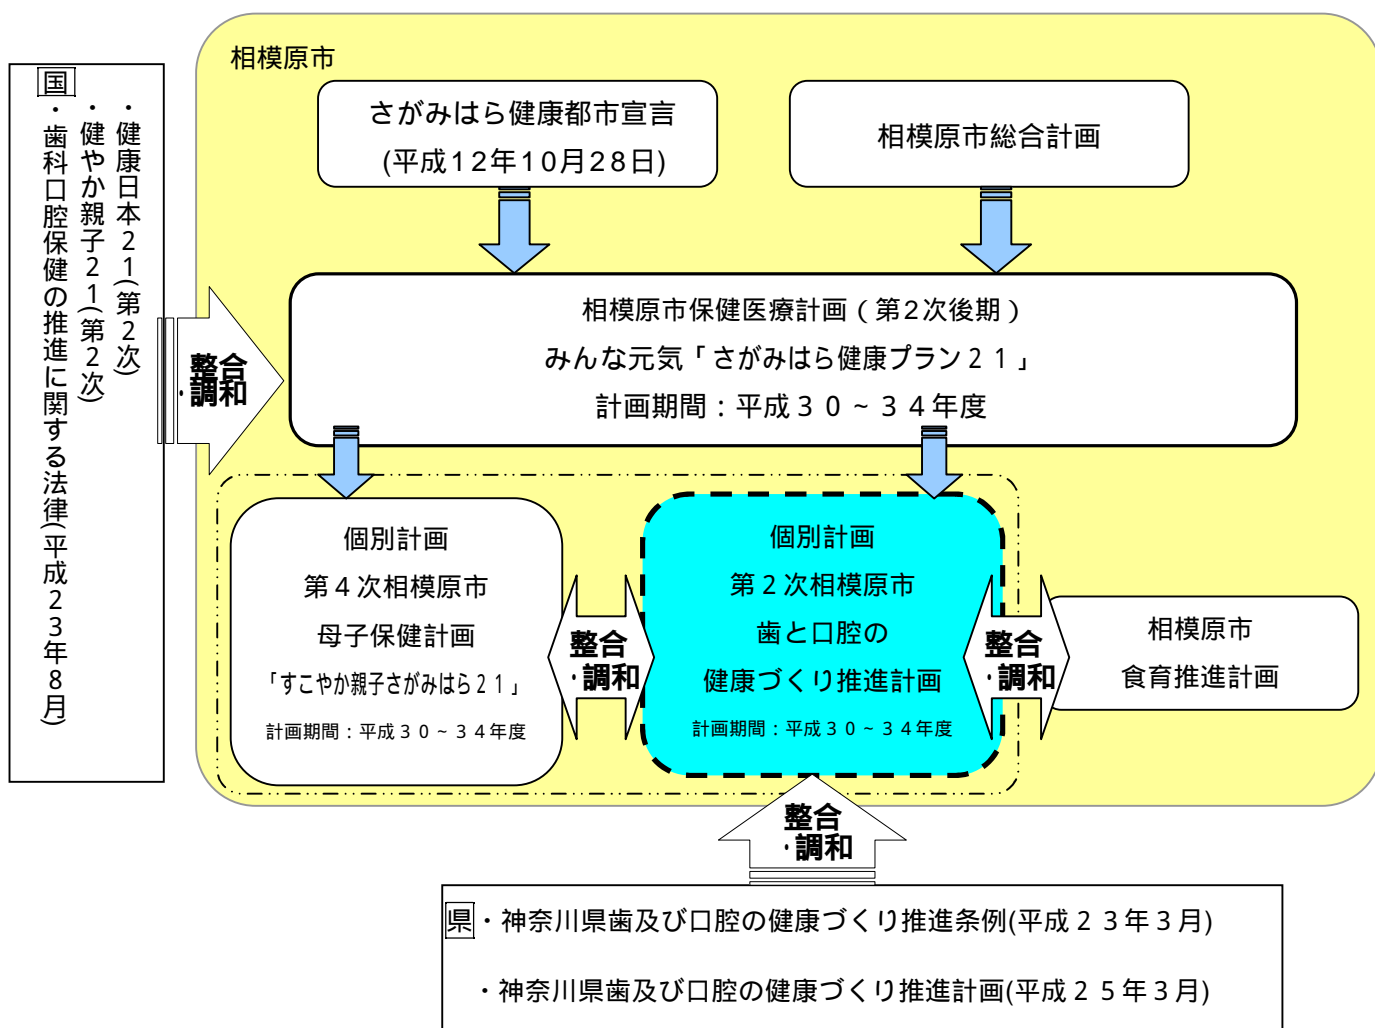 相模原市
国
・健康日本２１(第２次)
・健やか親子２１(第２次)
・歯科口腔保健の推進に関する法律(平成２３年８月)
さがみはら健康都市宣言
(平成12年10月28日)
相模原市総合計画
整合
・調和
相模原市保健医療計画（第２次後期）
みんな元気「さがみはら健康プラン２１」
計画期間：平成３０～３４年度
個別計画
第４次相模原市
母子保健計画
「すこやか親子さがみはら２１」
計画期間：平成３０～３４年度
整合
・調和
個別計画
第２次相模原市
歯と口腔の
健康づくり推進計画
計画期間：平成３０～３４年度
整合
・調和
相模原市
食育推進計画
整合
・調和
県・神奈川県歯及び口腔の健康づくり推進条例(平成２３年３月)
・神奈川県歯及び口腔の健康づくり推進計画(平成２５年３月)